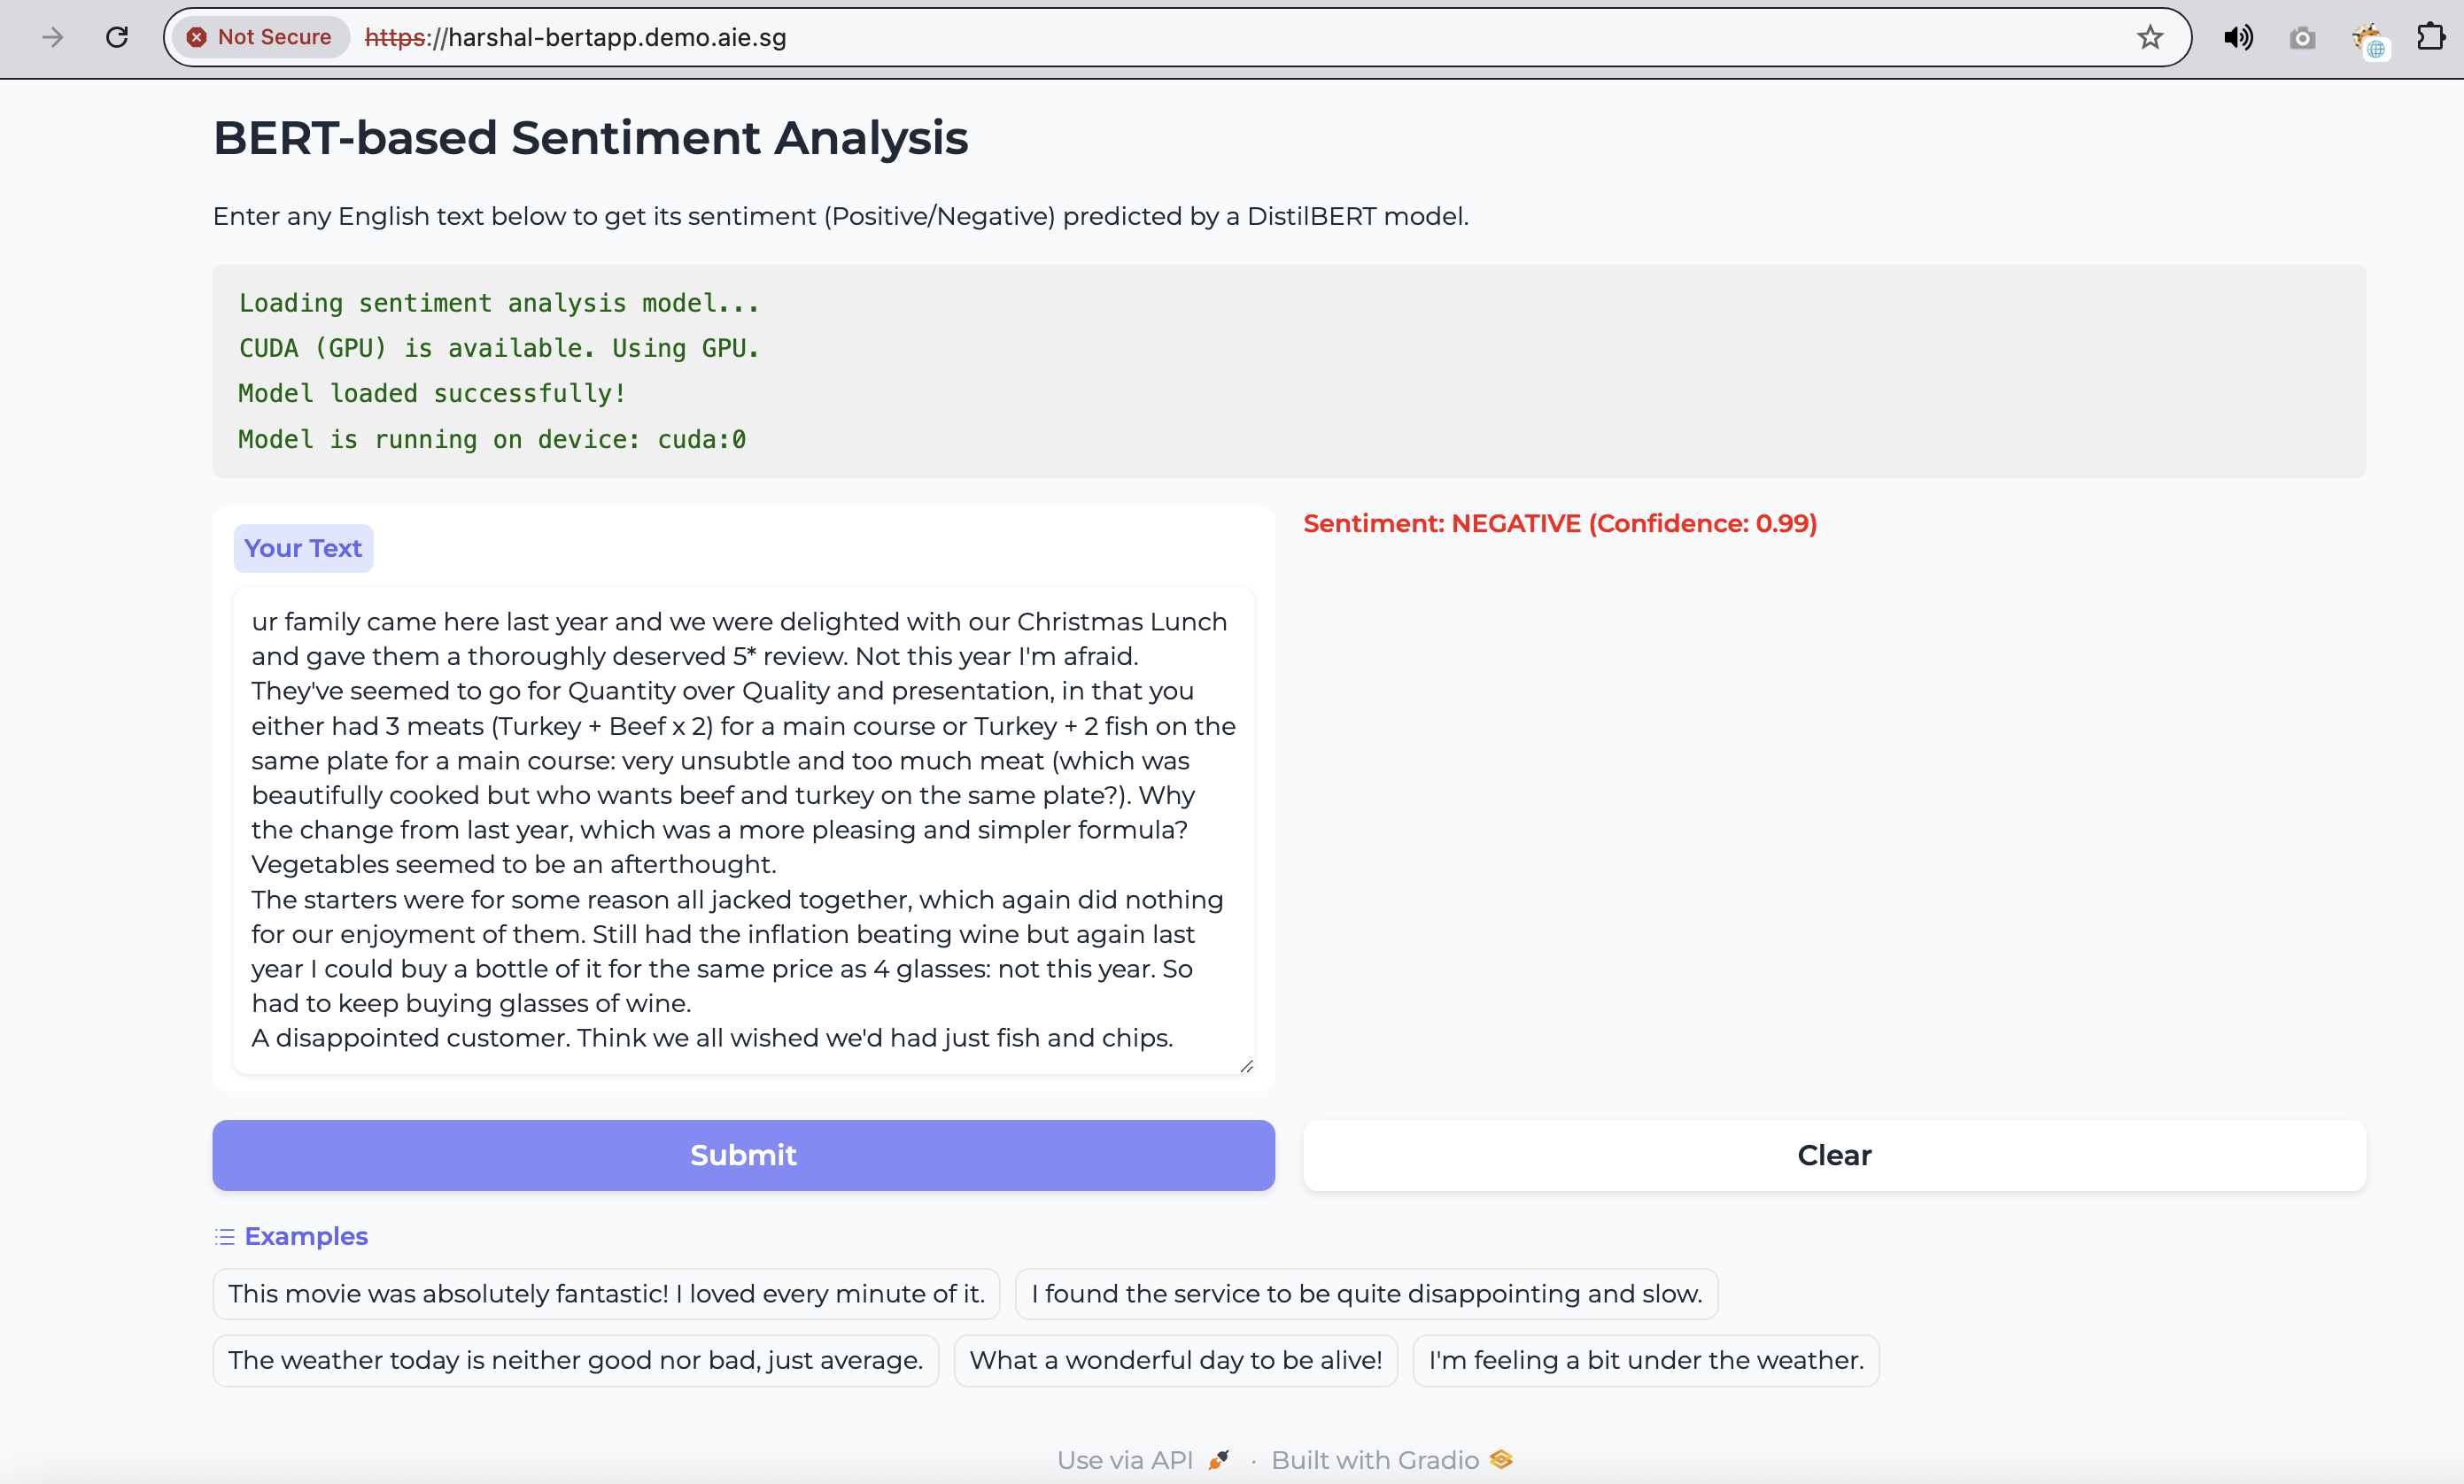 Not Secure https://harshal-bertapp.demo.aie.sg
BERT-based Sentiment Analysis
Enter any English text below to get its sentiment (Positive/Negative) predicted by a DistilBERT model.
Loading sentiment analysis model...
CUDA (GPU) is available. Using GPU.
Model loaded successfully!
Model is running on device: cuda:0
Your Text
ur family came here last year and we were delighted with our Christmas Lunch
and gave them a thoroughly deserved 5* review. Not this year I'm afraid.
They've seemed to go for Quantity over Quality and presentation, in that you
either had 3 meats (Turkey + Beef x 2) for a main course or Turkey + 2 fish on the
same plate for a main course: very unsubtle and too much meat (which was
beautifully cooked but who wants beef and turkey on the same plate?). Why
the change from last year, which was a more pleasing and simpler formula?
Vegetables seemed to be an afterthought.
The starters were for some reason all jacked together, which again did nothing
for our enjoyment of them. Still had the inflation beating wine but again last
year I could buy a bottle of it for the same price as 4 glasses: not this year. So
had to keep buying glasses of wine.
A disappointed customer. Think we all wished we'd had just fish and chips.
Sentiment: NEGATIVE (Confidence: 0.99)
Submit
Clear
Examples
This movie was absolutely fantastic! I loved every minute of it.
I found the service to be quite disappointing and slow.
The weather today is neither good nor bad, just average.
What a wonderful day to be alive!
I'm feeling a bit under the weather.
Use via API · Built with Gradio